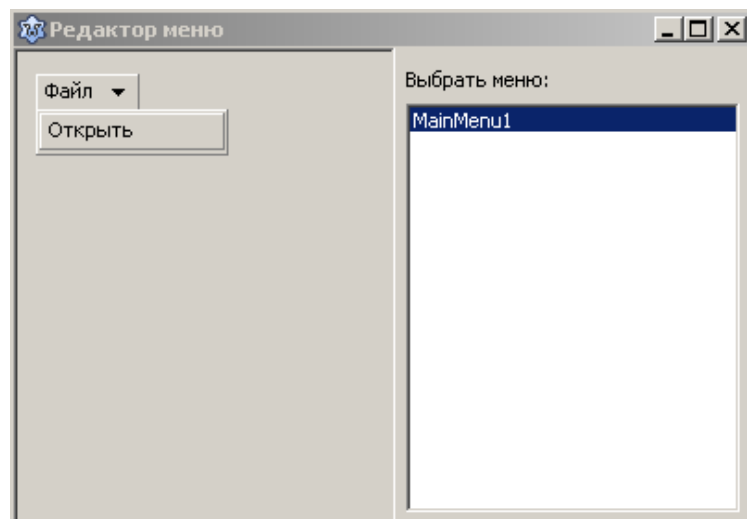 Редактор меню
Файл
Открыть
Выбрать меню:
MainMenu1